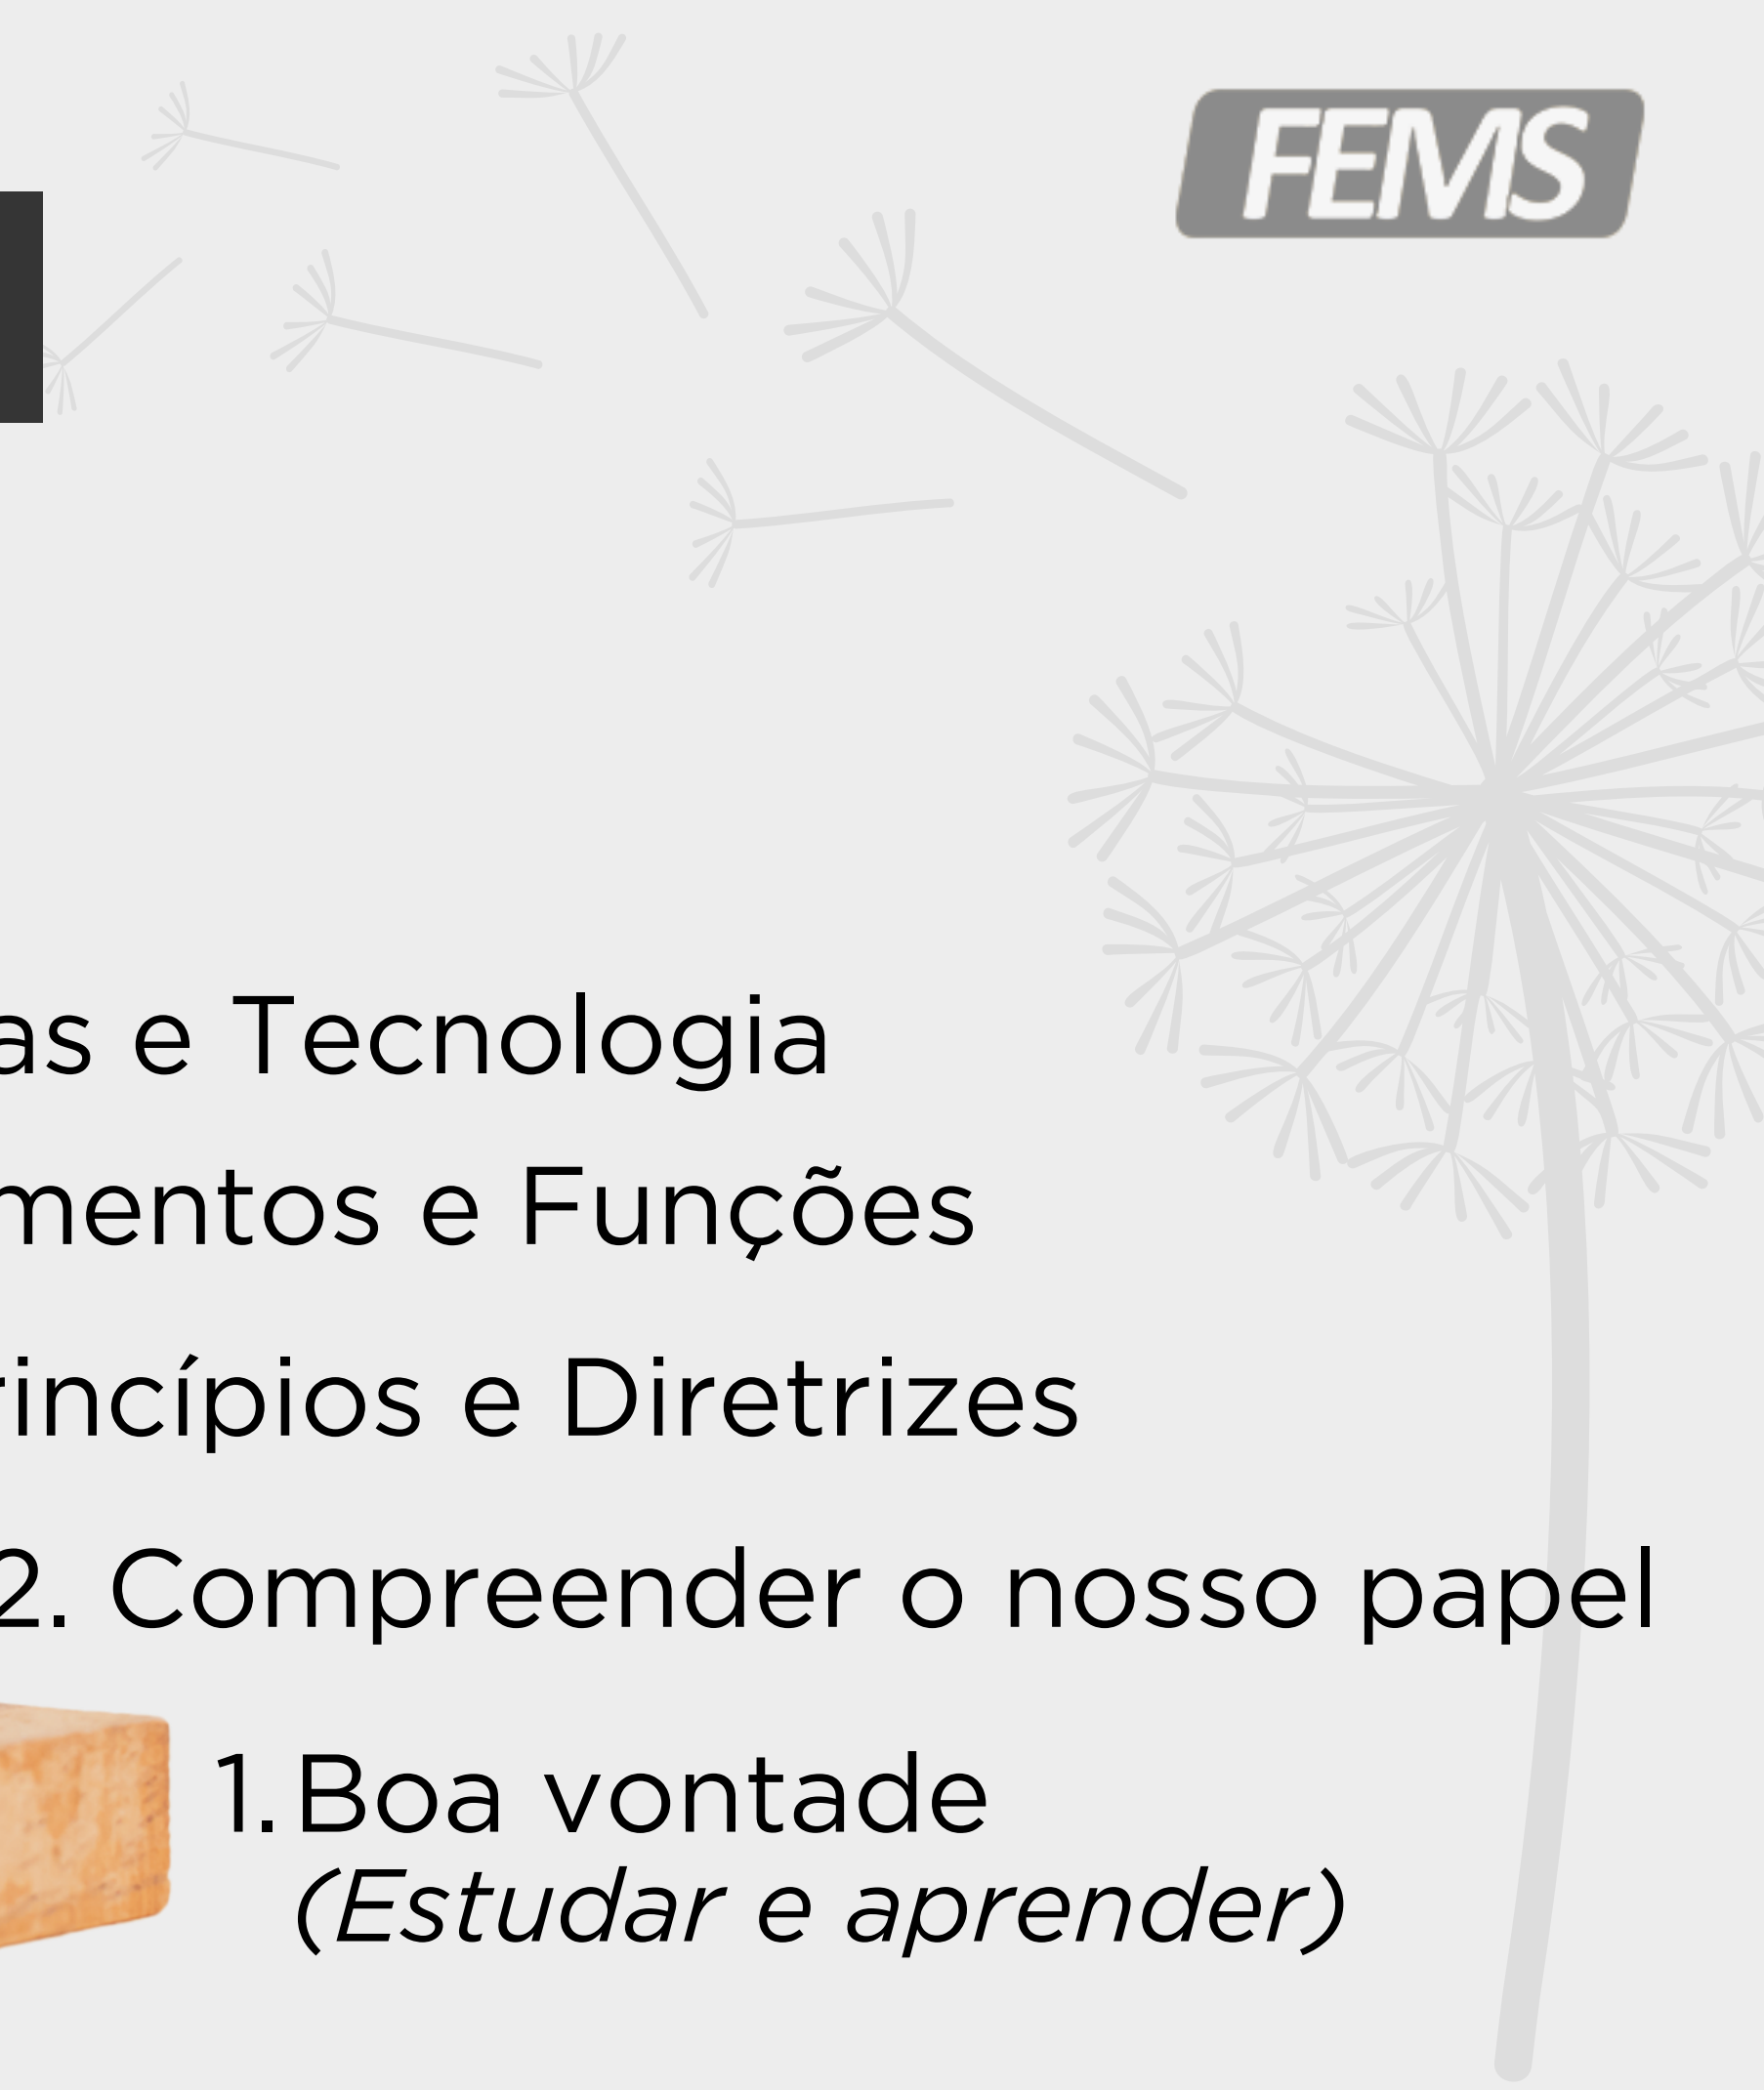 FEMS
as e Tecnologia
mentos e Funções
rincípios e Diretrizes
2. Compreender o nosso papel
1. Boa vontade
(Estudar e aprender)